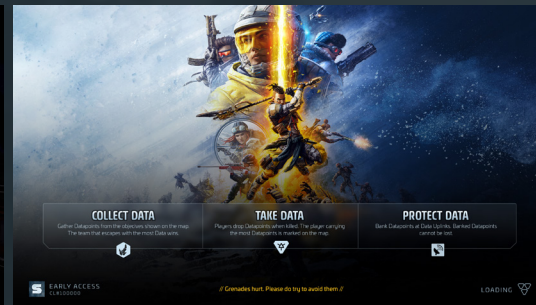 COLLECT DATA
Gather Datapoints from the objectives shown on the map.
The team that escapes with the most Data wins.
TAKE DATA
Players drop Datapoints when killed. The player carrying
the most Datapoints is marked on the map.
PROTECT DATA
Bank Datapoints at Data Uplinks. Banked Datapoints
cannot be lost.
S EARLY ACCESS
// Grenades hurt. Please do try to avoid them //
LOADING